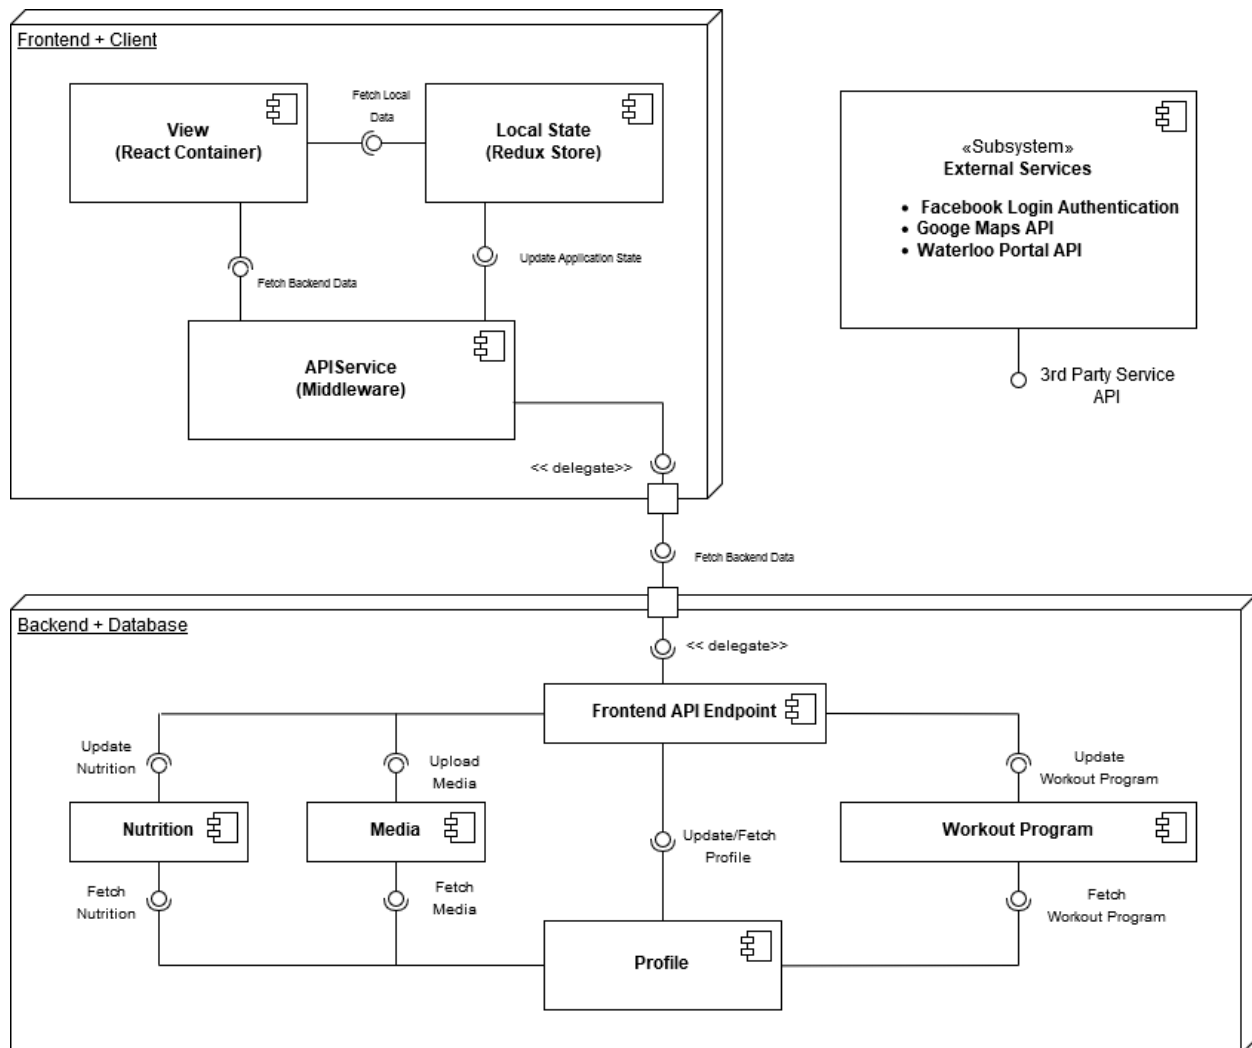 Frontend + Client
View
(React Container)
Fetch Local
Data
Local State
(Redux Store)
Fetch Backend Data
Update Application State
APIService
(Middleware)
<< delegate>>
«Subsystem»
External Services
• Facebook Login Authentication
• Googe Maps API
• Waterloo Portal API
3rd Party Service
API
Fetch Backend Data
Backend + Database
<< delegate>>
Frontend API Endpoint
Update
Nutrition
Upload
Media
Update
Workout Program
Nutrition
Media
Update/Fetch
Profile
Workout Program
Fetch
Nutrition
Fetch
Media
Fetch
Workout Program
Profile